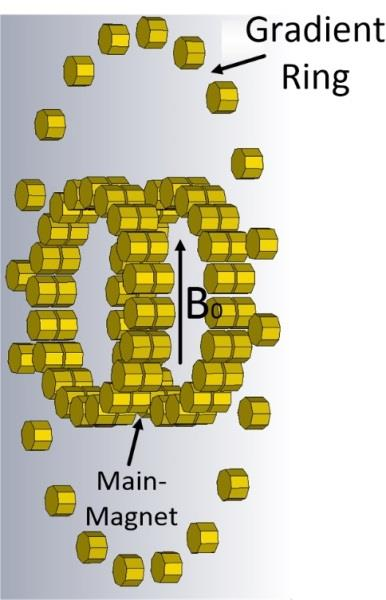 Gradient
Ring
B₀
Main-
Magnet